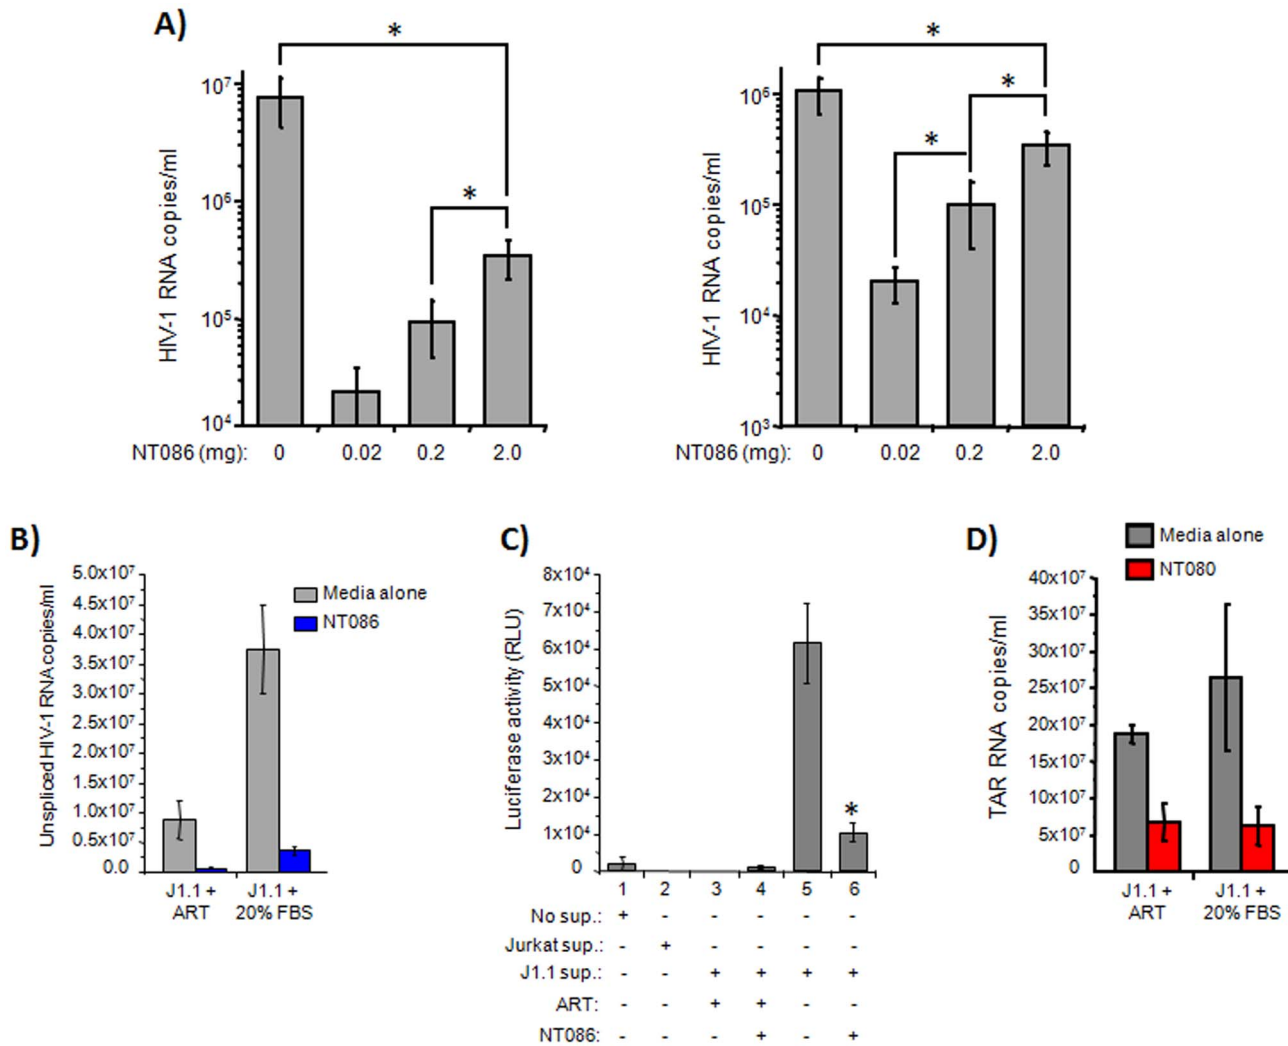 A)
*
*
HIV-1 RNA copies/ml
10⁷
10⁶
10⁵
10⁴
NT086 (mg): 0 0.02 0.2 2.0
*
*
*
HIV-1 RNA copies/ml
10⁶
10⁵
10⁴
10³
NT086 (mg): 0 0.02 0.2 2.0
B)
Unspliced HIV-1 RNA copies/ml
5.0x10⁷
4.5x10⁷
4.0x10⁷
3.5x10⁷
3.0x10⁷
2.5x10⁷
2.0x10⁷
1.5x10⁷
1.0x10⁷
0.5x10⁷
0.0
Media alone
NT086
J1.1 + J1.1 +
ART 20% FBS
C)
Luciferase activity (RLU)
8x10⁴
7x10⁴
6x10⁴
5x10⁴
4x10⁴
3x10⁴
2x10⁴
1x10⁴
0
*
1 2 3 4 5 6
No sup.: + - - - - -
Jurkat sup.: - + - - - -
J1.1 sup.: - - + + + +
ART: - - + + - -
NT086: - - - + - +
D)
Media alone
NT080
TAR RNA copies/ml
40x10⁷
35x10⁷
30x10⁷
25x10⁷
20x10⁷
15x10⁷
10x10⁷
5x10⁷
0
J1.1 + J1.1 +
ART 20% FBS